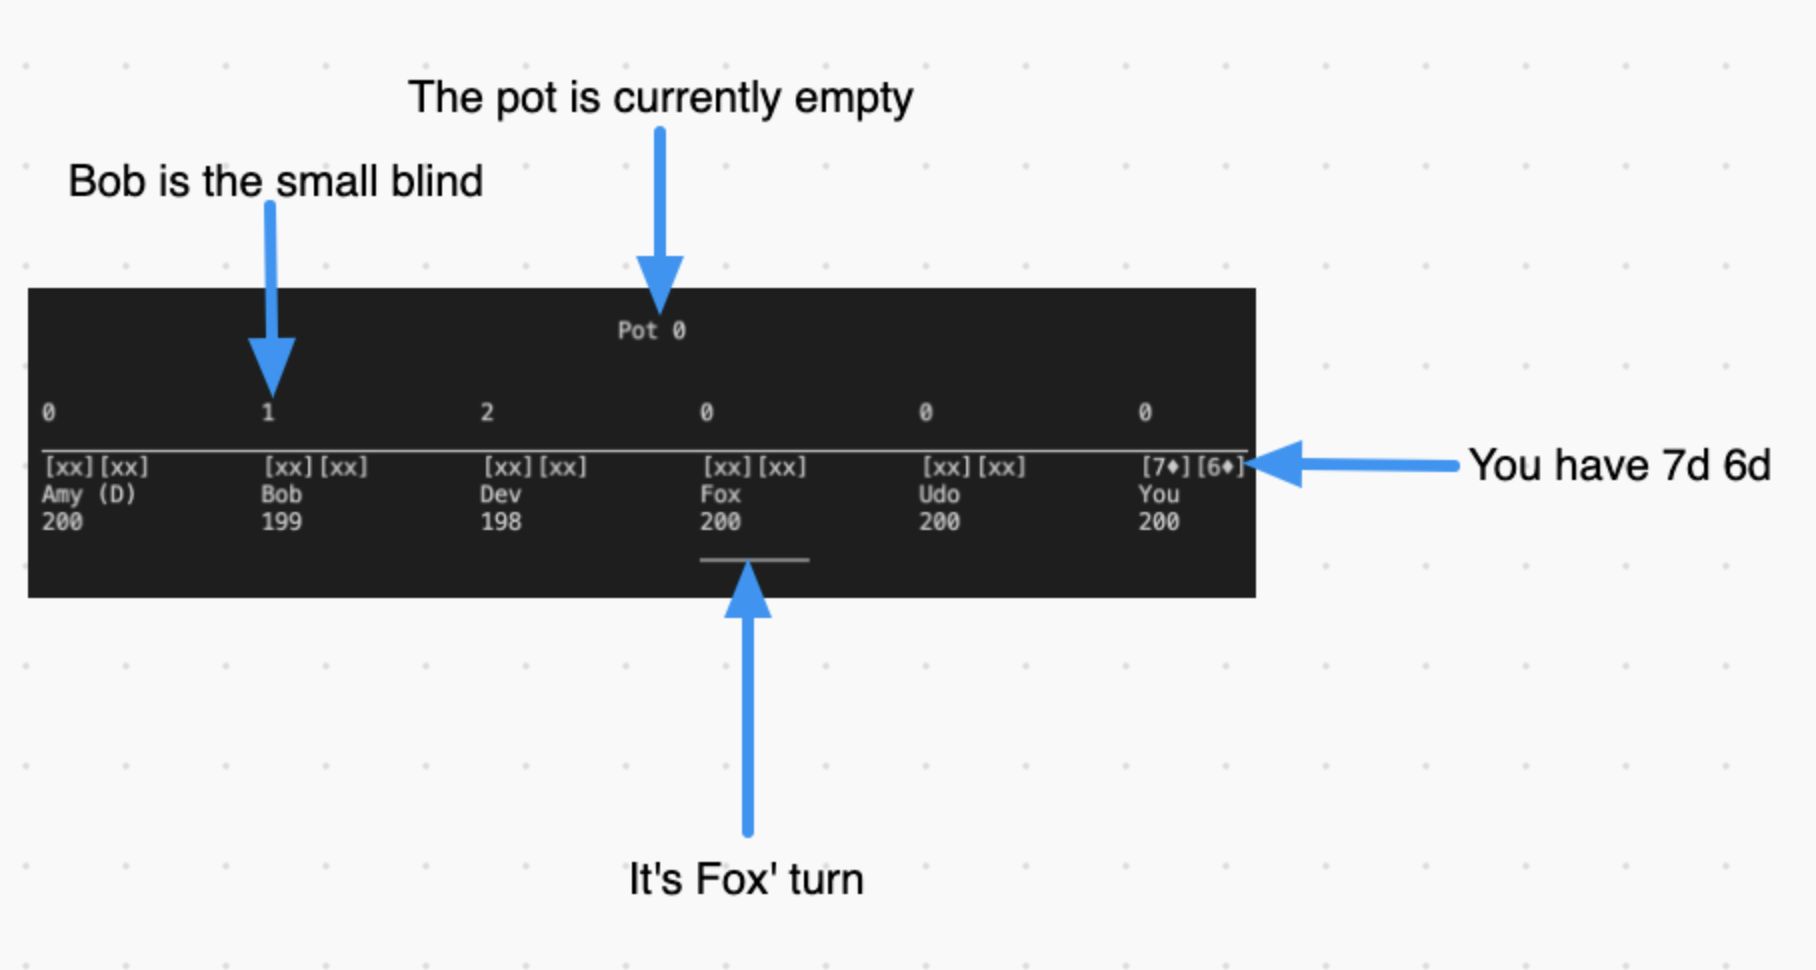 The pot is currently empty
Bob is the small blind
Pot 0
0 1 2 0 0 0
[xx][xx] [xx][xx] [xx][xx] [xx][xx] [xx][xx] [7♦][6♦]
You have 7d 6d
Amy (D) Bob Dev Fox Udo You
200 199 198 200 200 200
It's Fox' turn